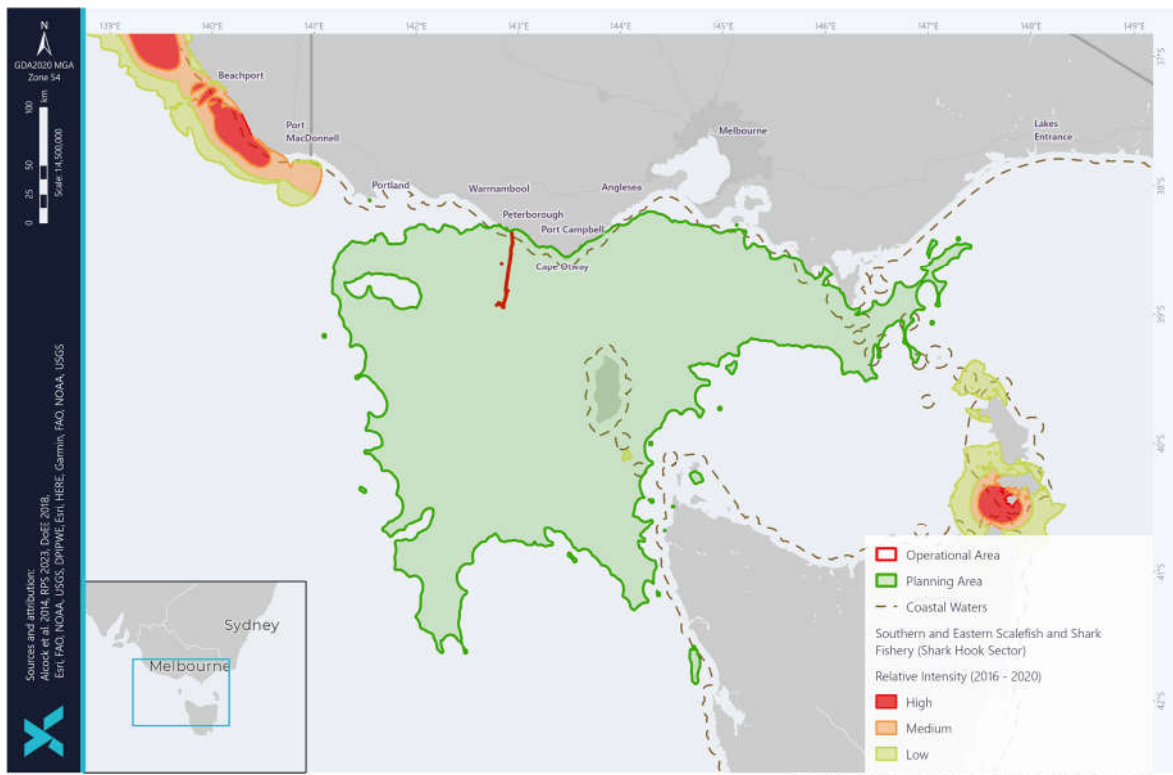 139°E 140°E 141°E 142°E 143°E 144°E 145°E 146°E 147°E 148°E 149°E
N
GDA2020 MGA
Zone 54
0 25 50 100
km
Scale: 1:4,500,000
Sources and attribution:
Alcock et al. 2014, RPS 2023, DoEE 2018,
Esri, FAO, NOAA, USGS, DPIPWE, Esri, HERE, Garmin, FAO, NOAA, USGS
37°S
38°S
39°S
40°S
41°S
42°S
Beachport
Port
MacDonnell
Portland
Warrnambool
Peterborough
Port Campbell
Cape Otway
Anglesea
Melbourne
Lakes
Entrance
Sydney
Melbourne
Operational Area
Planning Area
Coastal Waters
Southern and Eastern Scalefish and Shark
Fishery (Shark Hook Sector)
Relative Intensity (2016 - 2020)
High
Medium
Low